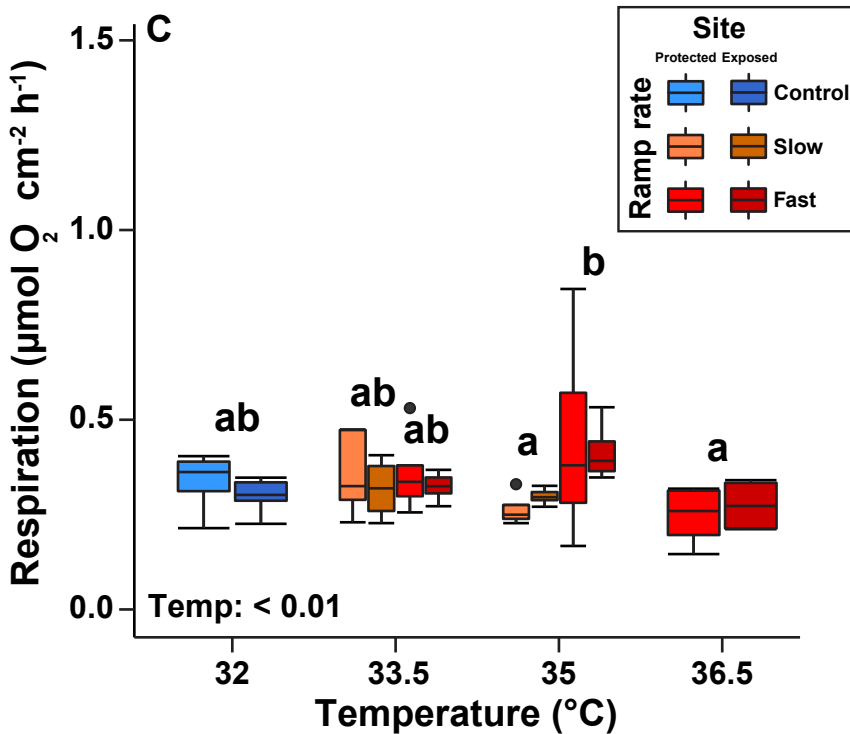 C
Site
Protected Exposed
Control
Slow
Fast
Ramp rate
Respiration (μmol O₂ cm⁻² h⁻¹)
1.5
1.0
0.5
0.0
ab
ab
ab
a
b
a
Temp: < 0.01
32 33.5 35 36.5
Temperature (°C)